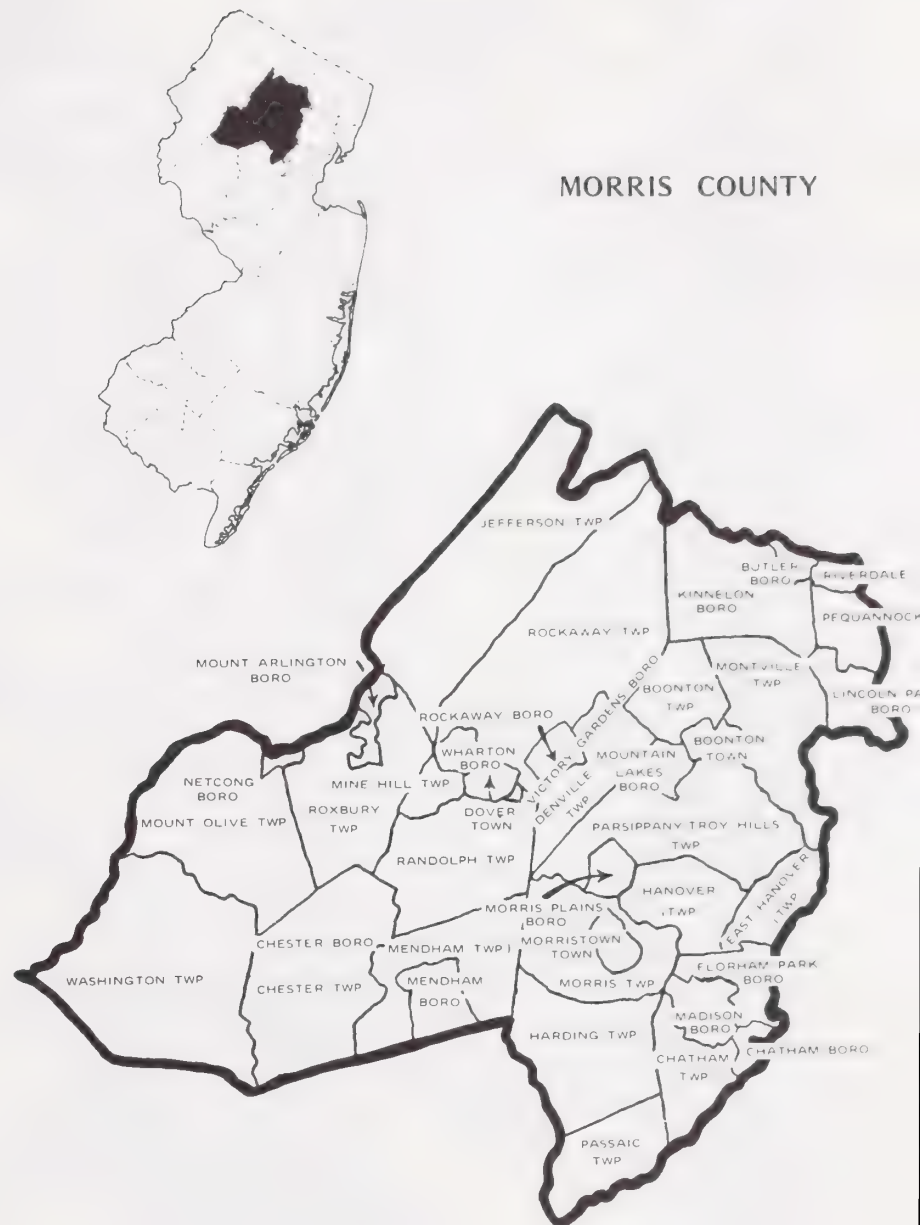 MORRIS COUNTY
JEFFERSON TWP
BUTLER
BORO
RIVERDALE
KINNELON
BORO
PEQUANNOCK
ROCKAWAY TWP
MOUNT ARLINGTON
BORO
MONTVILLE
TWP
BOONTON
TWP
LINCOLN PA
BORO
ROCKAWAY BORO
VICTORY GARDENS BORO
WHARTON
BORO
MOUNTAIN
LAKES
BORO
BOONTON
TOWN
NETCONG
BORO
MINE HILL TWP
DENVILLE
TWP
MOUNT OLIVE TWP
ROXBURY
TWP
DOVER
TOWN
PARSIPPANY TROY HILLS
TWP
RANDOLPH TWP
HANOVER
TWP
EAST HANOVER
TWP
MORRIS PLAINS
BORO
CHESTER BORO
MENDHAM TWP
MORRISTOWN
TOWN
WASHINGTON TWP
CHESTER TWP
MENDHAM
BORO
MORRIS TWP
FLORHAM PARK
BORO
MADISON
BORO
HARDING TWP
CHATHAM
TWP
CHATHAM BORO
PASSAIC
TWP